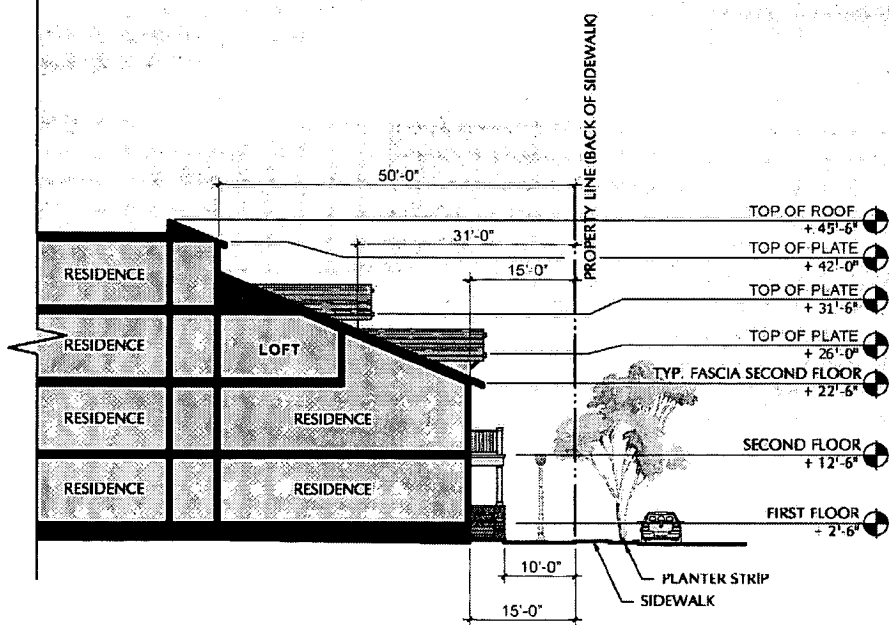 PROPERTY LINE (BACK OF SIDEWALK)
50'-0"
31'-0"
15'-0"
TOP OF ROOF
+ 45'-6"
TOP OF PLATE
+ 42'-0"
TOP OF PLATE
+ 31'-6"
TOP OF PLATE
+ 26'-0"
TYP. FASCIA SECOND FLOOR
+ 22'-6"
SECOND FLOOR
+ 12'-6"
FIRST FLOOR
+ 2'-6"
RESIDENCE
RESIDENCE
LOFT
RESIDENCE
RESIDENCE
RESIDENCE
RESIDENCE
10'-0"
15'-0"
PLANTER STRIP
SIDEWALK